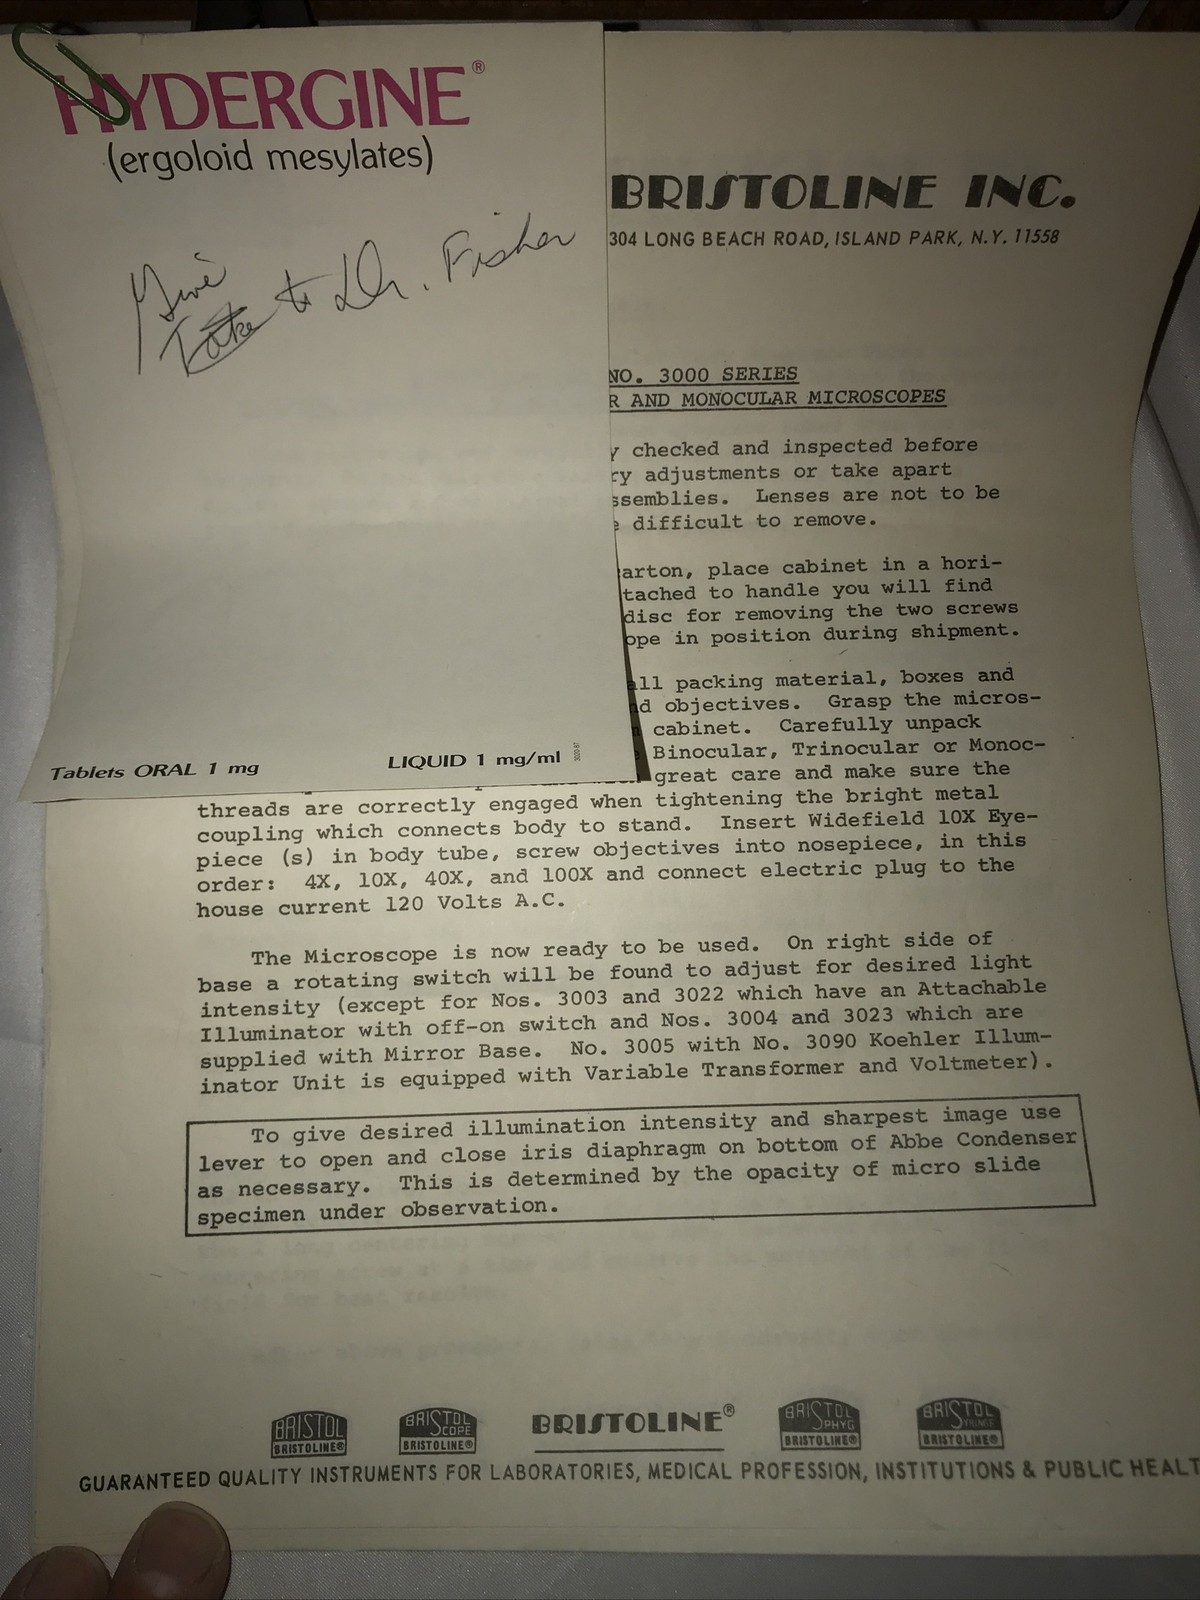 HYDERGINE®
(ergoloid mesylates)
Give
Take to Dr. Fisher
Tablets ORAL 1 mg
LIQUID 1 mg/ml
BRISTOLINE INC.
304 LONG BEACH ROAD, ISLAND PARK, N.Y. 11558
NO. 3000 SERIES
R AND MONOCULAR MICROSCOPES
y checked and inspected before
ry adjustments or take apart
ssemblies. Lenses are not to be
e difficult to remove.
arton, place cabinet in a hori-
tached to handle you will find
disc for removing the two screws
ope in position during shipment.
all packing material, boxes and
nd objectives. Grasp the micros-
cabinet. Carefully unpack
Binocular, Trinocular or Monoc-
great care and make sure the
threads are correctly engaged when tightening the bright metal
coupling which connects body to stand. Insert Widefield 10X Eye-
piece (s) in body tube, screw objectives into nosepiece, in this
order: 4X, 10X, 40X, and 100X and connect electric plug to the
house current 120 Volts A.C.
The Microscope is now ready to be used. On right side of
base a rotating switch will be found to adjust for desired light
intensity (except for Nos. 3003 and 3022 which have an Attachable
Illuminator with off-on switch and Nos. 3004 and 3023 which are
supplied with Mirror Base. No. 3005 with No. 3090 Koehler Illum-
inator Unit is equipped with Variable Transformer and Voltmeter).
To give desired illumination intensity and sharpest image use
lever to open and close iris diaphragm on bottom of Abbe Condenser
as necessary. This is determined by the opacity of micro slide
specimen under observation.
BRISTOL BRISTOLINE®
BRISTOL SCOPE BRISTOLINE®
BRISTOLINE®
BRISTOL PHYG BRISTOLINE®
BRISTOL BRISTOLINE®
GUARANTEED QUALITY INSTRUMENTS FOR LABORATORIES, MEDICAL PROFESSION, INSTITUTIONS & PUBLIC HEALT